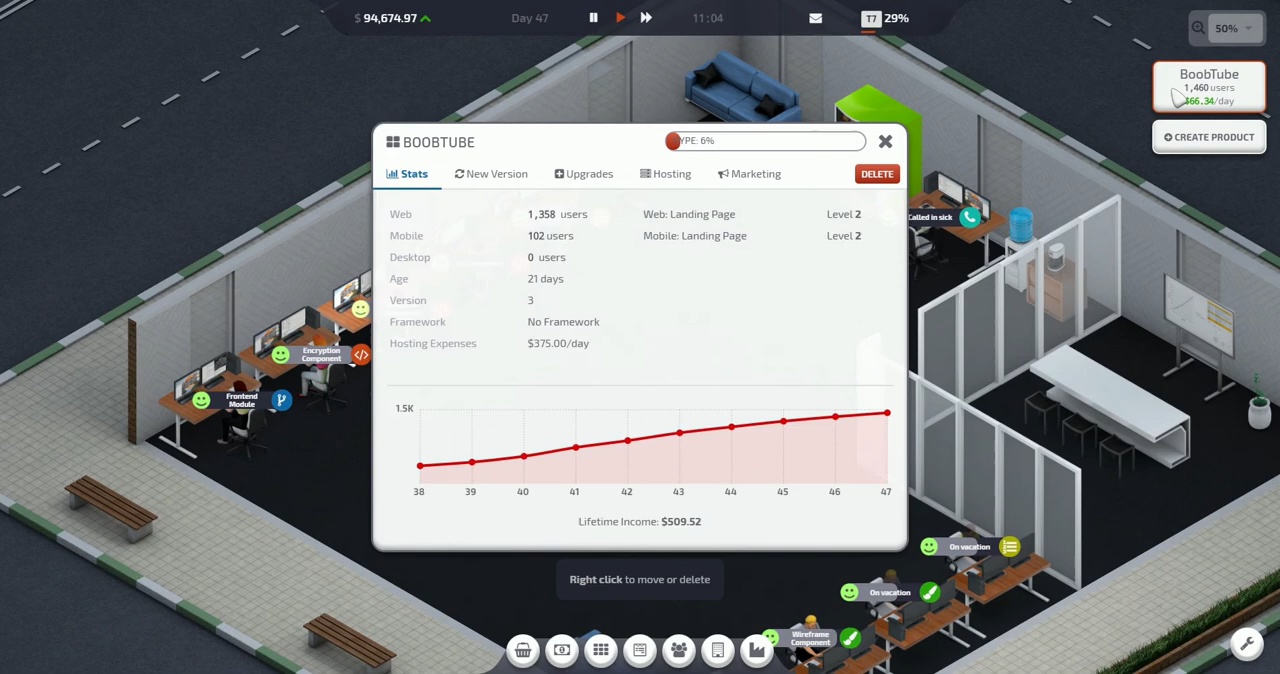 $ 94,674.97
Day 47
11:04
T7 29%
50%
BoobTube
1,460 users
$66.34/day
CREATE PRODUCT
BOOBTUBE
HYPE: 6%
Stats
New Version
Upgrades
Hosting
Marketing
DELETE
Web 1,358 users
Mobile 102 users
Desktop 0 users
Age 21 days
Version 3
Framework No Framework
Hosting Expenses $375.00/day
Web: Landing Page Level 2
Mobile: Landing Page Level 2
1.5K
38 39 40 41 42 43 44 45 46 47
Lifetime Income: $509.52
Right click to move or delete
Called in sick
Encryption
Component
Frontend
Module
On vacation
On vacation
Wireframe
Component